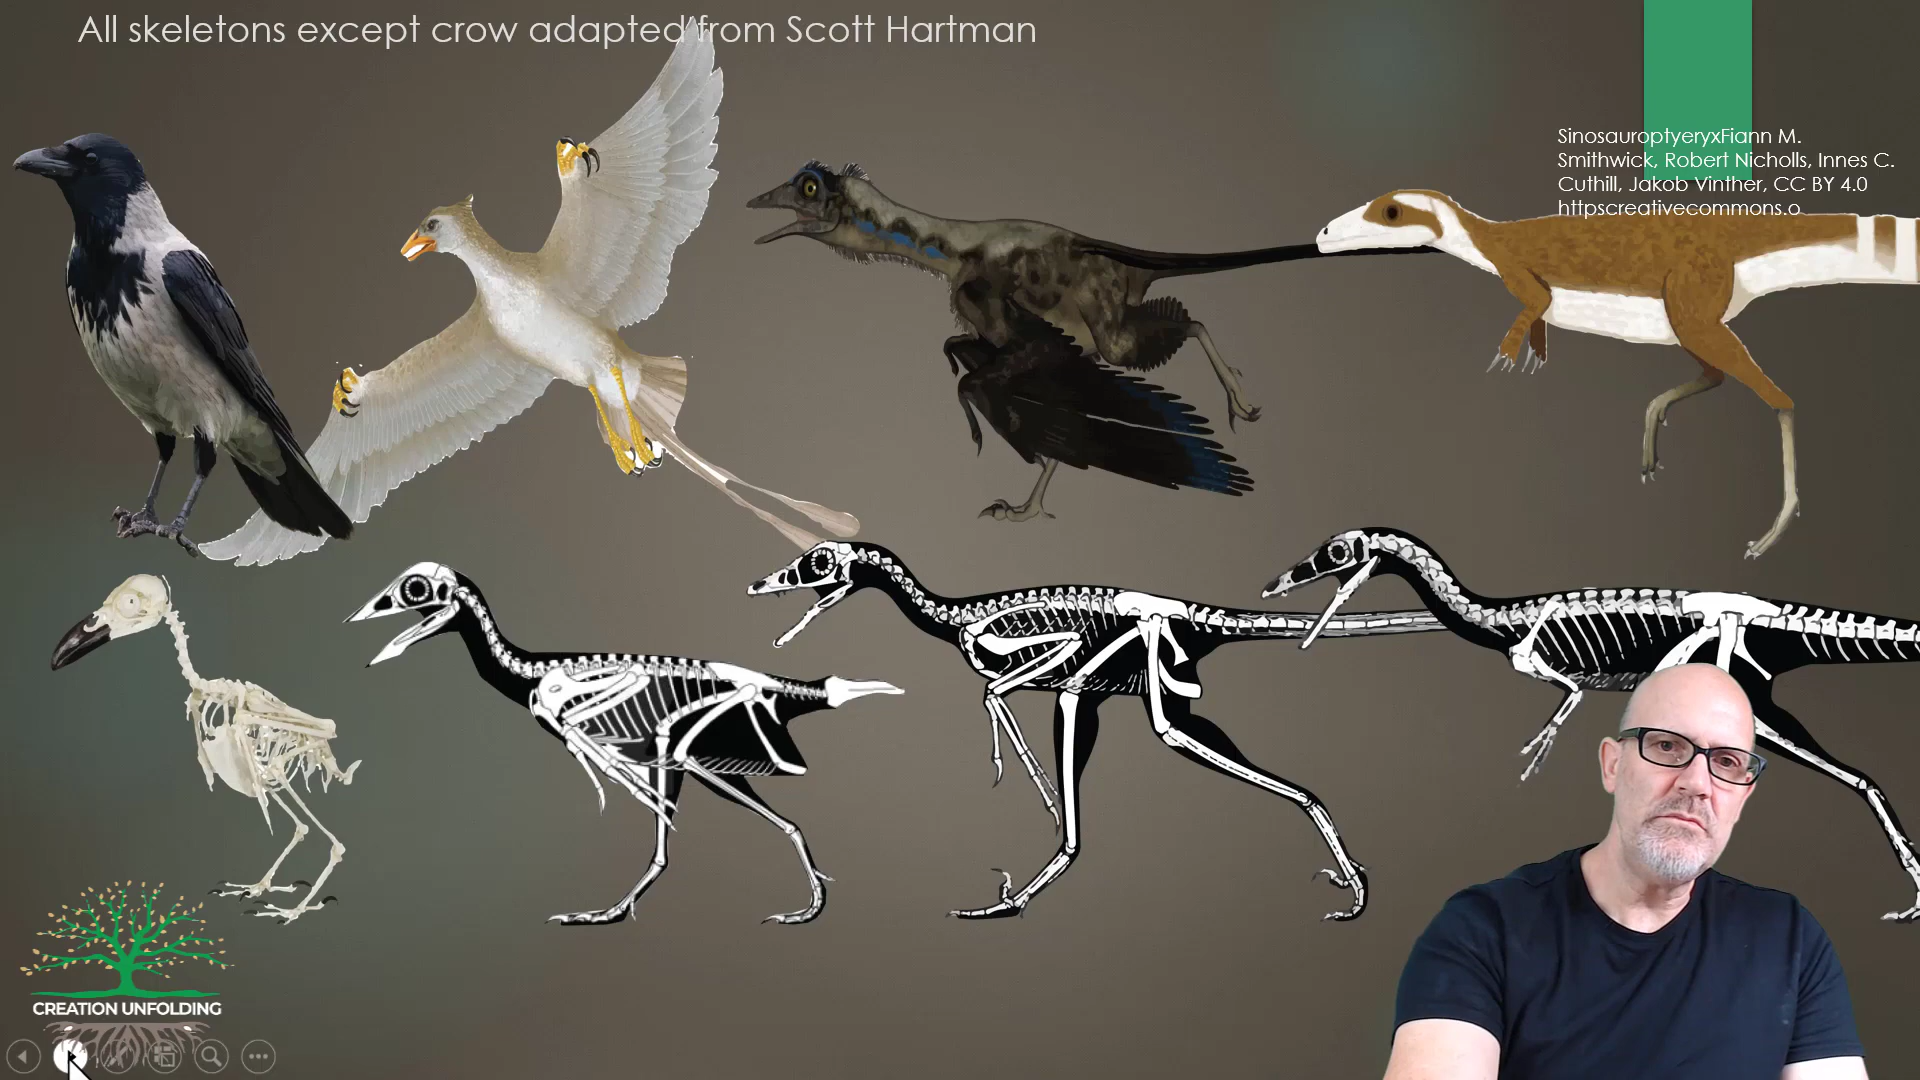 All skeletons except crow adapted from Scott Hartman
SinosauroptyeryxFiann M.
Smithwick, Robert Nicholls, Innes C.
Cuthill, Jakob Vinther, CC BY 4.0
httpscreativecommons.o
CREATION UNFOLDING